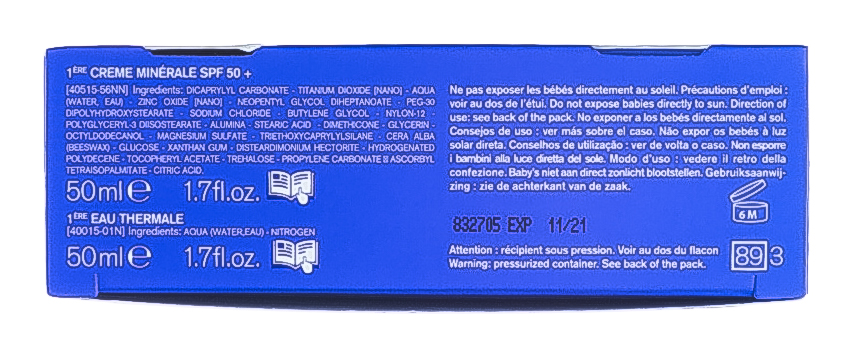 1ÈRE CREME MINÉRALE SPF 50 +
[40515-56NN] Ingredients: DICAPRYLYL CARBONATE - TITANIUM DIOXIDE [NANO] - AQUA
(WATER, EAU) - ZINC OXIDE [NANO] - NEOPENTYL GLYCOL DIHEPTANOATE - PEG-30
DIPOLYHYDROXYSTEARATE - SODIUM CHLORIDE - BUTYLENE GLYCOL - NYLON-12 -
POLYGLYCERYL-3 DIISOSTEARATE - ALUMINA - STEARIC ACID - DIMETHICONE - GLYCERIN -
OCTYLDODECANOL - MAGNESIUM SULFATE - TRIETHOXYCAPRYLYLSILANE - CERA ALBA
(BEESWAX) - GLUCOSE - XANTHAN GUM - DISTEARDIMONIUM HECTORITE - HYDROGENATED
POLYDECENE - TOCOPHERYL ACETATE - TREHALOSE - PROPYLENE CARBONATE - ASCORBYL
TETRAISOPALMITATE - CITRIC ACID.
50ml e 1.7fl.oz.
1ÈRE EAU THERMALE
[40015-01N] Ingredients: AQUA (WATER,EAU) - NITROGEN
50ml e 1.7fl.oz.
Ne pas exposer les bébés directement au soleil. Précautions d'emploi :
voir au dos de l'étui. Do not expose babies directly to sun. Direction of
use: see back of the pack. No exponer a los bebés directamente al sol.
Consejos de uso : ver más sobre el caso. Não expor os bebés à luz
solar direta. Conselhos de utilização : ver de volta o caso. Non esporre
i bambini alla luce diretta del sole. Modo d'uso : vedere il retro della
confezione. Baby's niet aan direct zonlicht blootstellen. Gebruiksaanwij-
zing : zie de achterkant van de zaak.
6 M
832705 EXP 11/21
Attention : récipient sous pression. Voir au dos du flacon
Warning: pressurized container. See back of the pack.
89 3